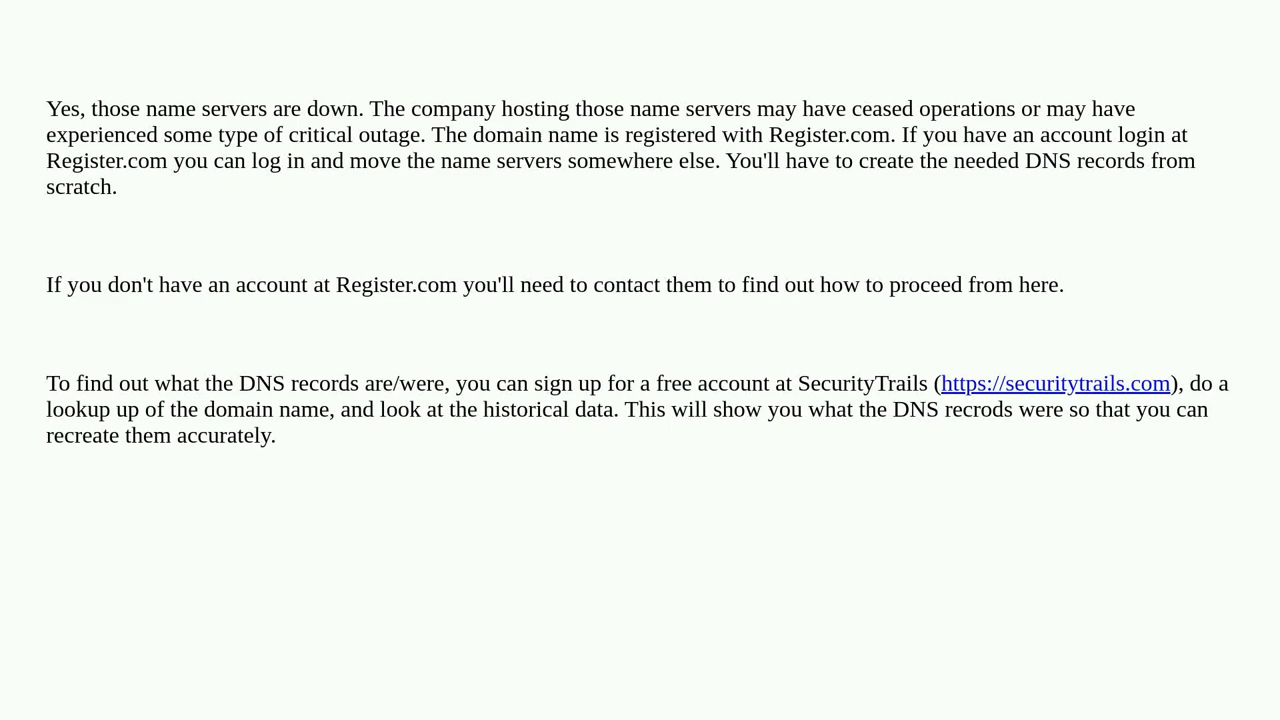 Yes, those name servers are down. The company hosting those name servers may have ceased operations or may have
experienced some type of critical outage. The domain name is registered with Register.com. If you have an account login at
Register.com you can log in and move the name servers somewhere else. You'll have to create the needed DNS records from
scratch.
If you don't have an account at Register.com you'll need to contact them to find out how to proceed from here.
To find out what the DNS records are/were, you can sign up for a free account at SecurityTrails (https://securitytrails.com), do a
lookup up of the domain name, and look at the historical data. This will show you what the DNS recrods were so that you can
recreate them accurately.